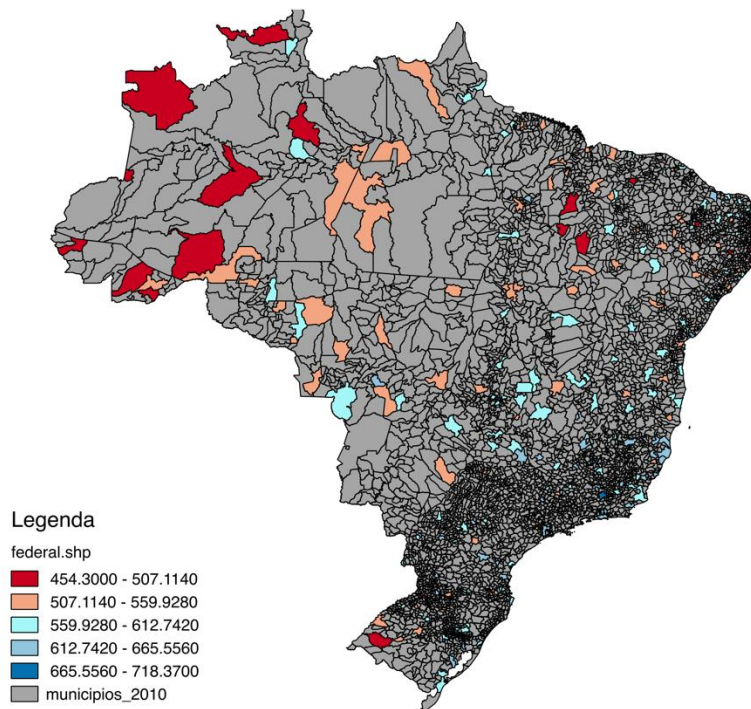 Legenda
federal.shp
454.3000 - 507.1140
507.1140 - 559.9280
559.9280 - 612.7420
612.7420 - 665.5560
665.5560 - 718.3700
municipios_2010